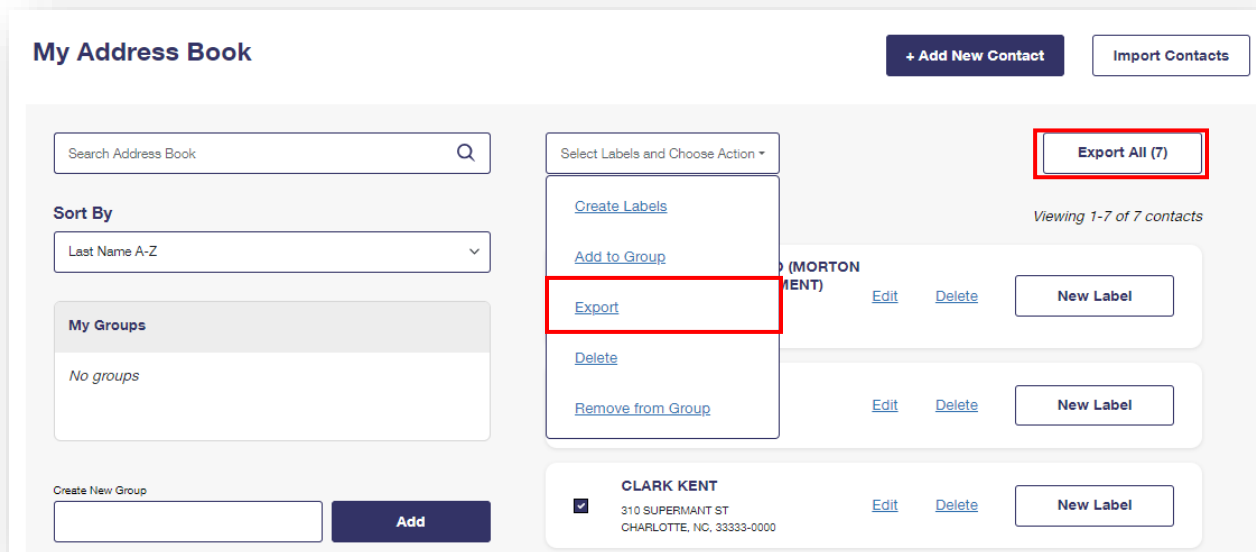 My Address Book
+ Add New Contact
Import Contacts
Search Address Book
Select Labels and Choose Action
Export All (7)
Create Labels
Sort By
Viewing 1-7 of 7 contacts
Last Name A-Z
Add to Group
(MORTON
Export
Edit
Delete
New Label
My Groups
No groups
Delete
Remove from Group
Edit
Delete
New Label
Create New Group
Add
CLARK KENT
310 SUPERMANT ST
CHARLOTTE, NC, 33333-0000
Edit
Delete
New Label